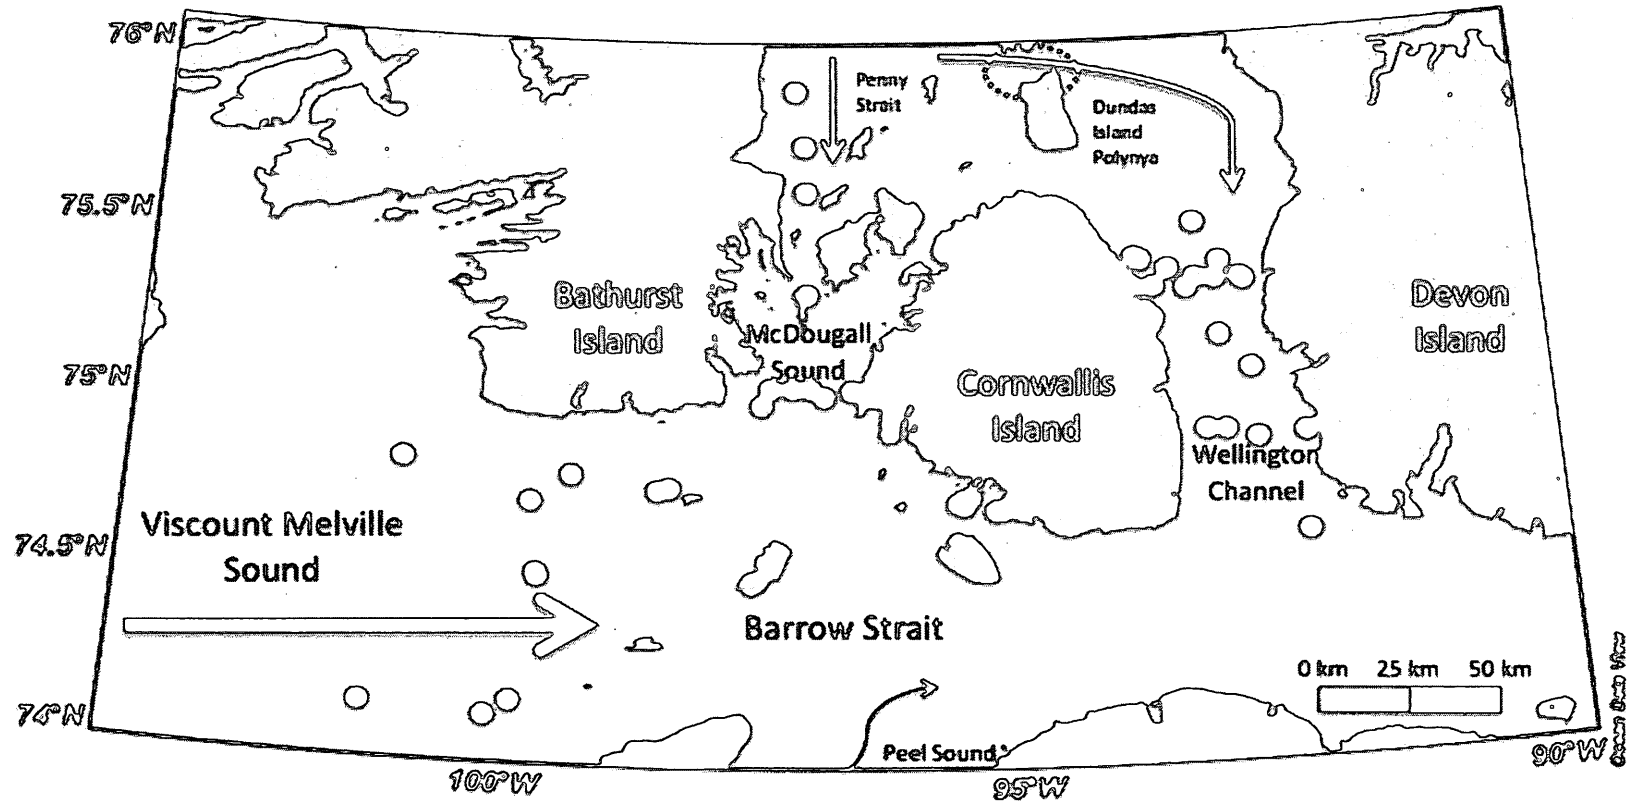 76°N
Penny
Strait
Dundas
Island
Polynya
75.5°N
Bathurst
Island
McDougall
Sound
Devon
Island
75°N
Cornwallis
Island
Wellington
Channel
Viscount Melville
Sound
74.5°N
Barrow Strait
0 km 25 km 50 km
74°N
Peel Sound
100°W
95°W
90°W
Ocean Data View